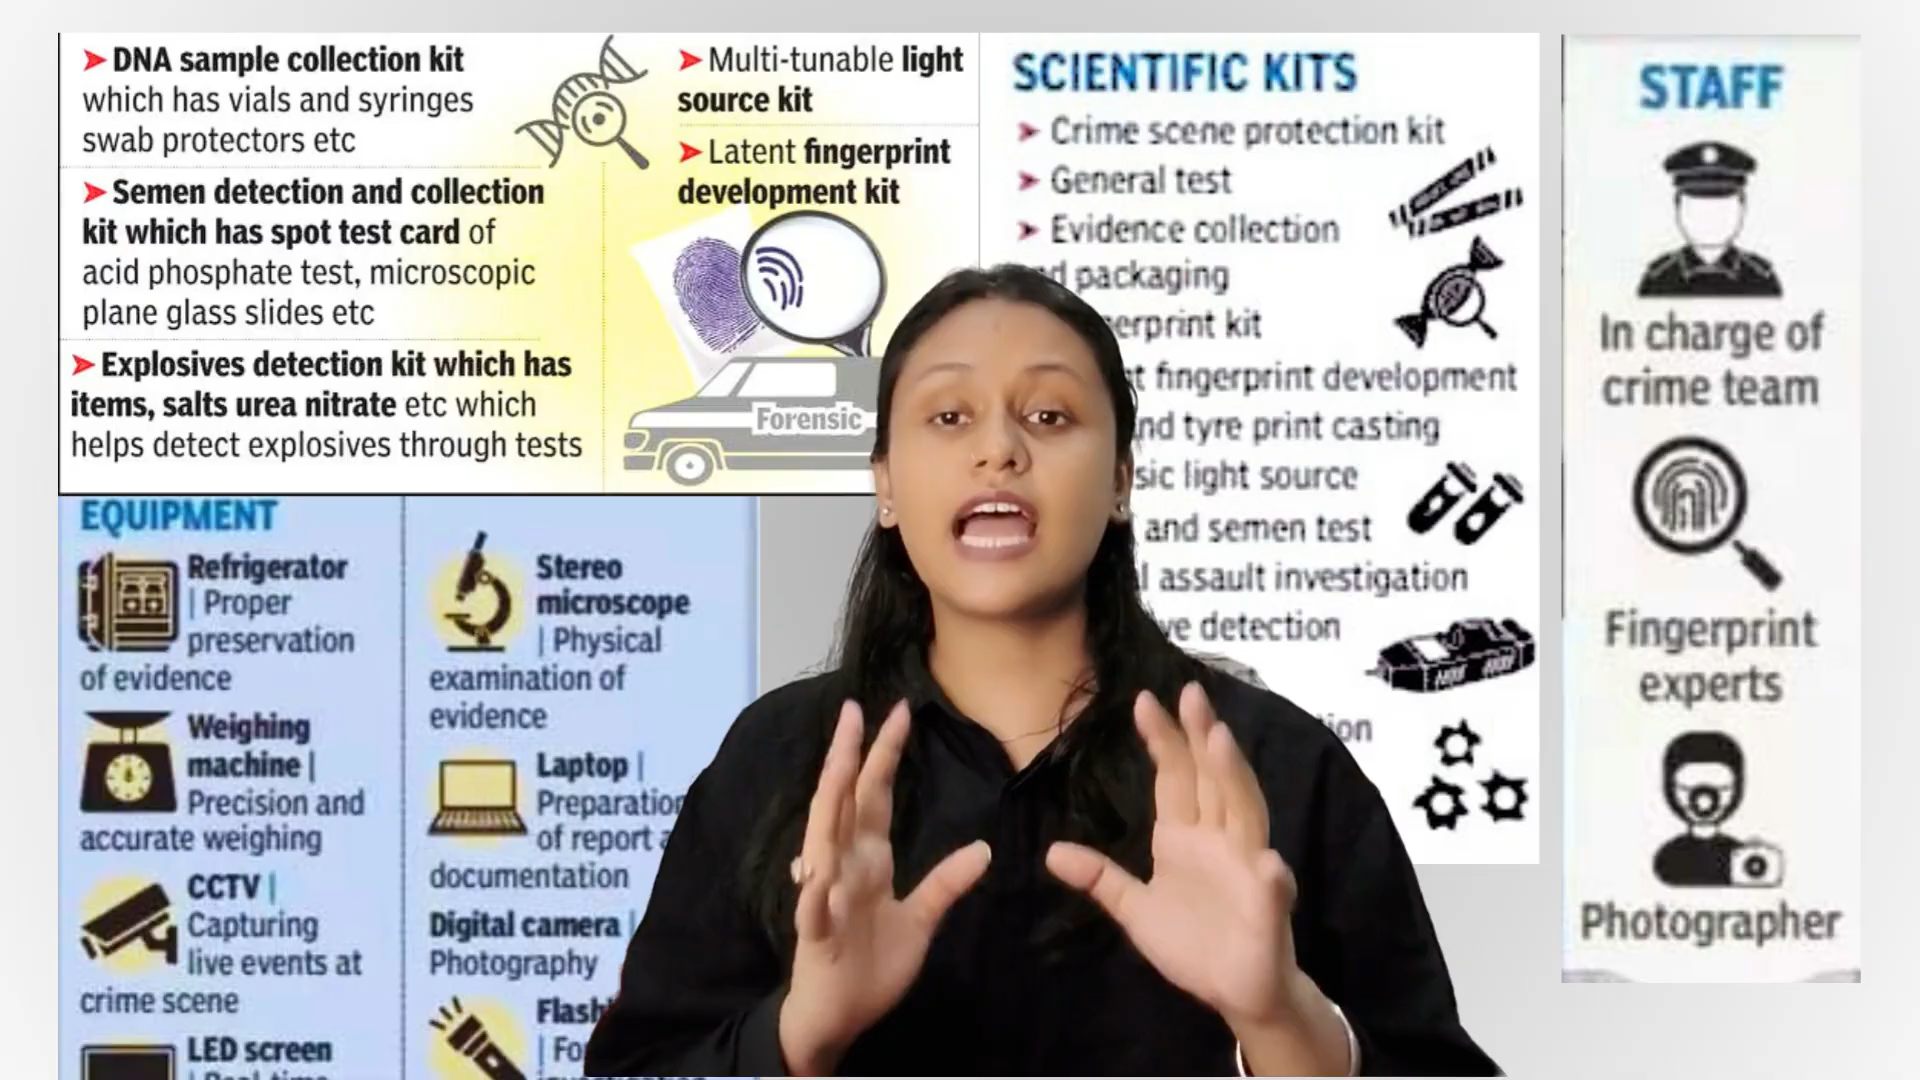 ➤ DNA sample collection kit
which has vials and syringes
swab protectors etc
➤ Semen detection and collection
kit which has spot test card of
acid phosphate test, microscopic
plane glass slides etc
➤ Explosives detection kit which has
items, salts urea nitrate etc which
helps detect explosives through tests
➤ Multi-tunable light
source kit
➤ Latent fingerprint
development kit
Forensic
EQUIPMENT
Refrigerator
| Proper
preservation
of evidence
Weighing
machine |
Precision and
accurate weighing
CCTV |
Capturing
live events at
crime scene
LED screen
Stereo
microscope
| Physical
examination of
evidence
Laptop |
Preparation
of report
documentation
Digital camera |
Photography
SCIENTIFIC KITS
➤ Crime scene protection kit
➤ General test
➤ Evidence collection
packaging
kit
fingerprint development
tyre print casting
light source
and semen test
assault investigation
detection
STAFF
In charge of
crime team
Fingerprint
experts
Photographer